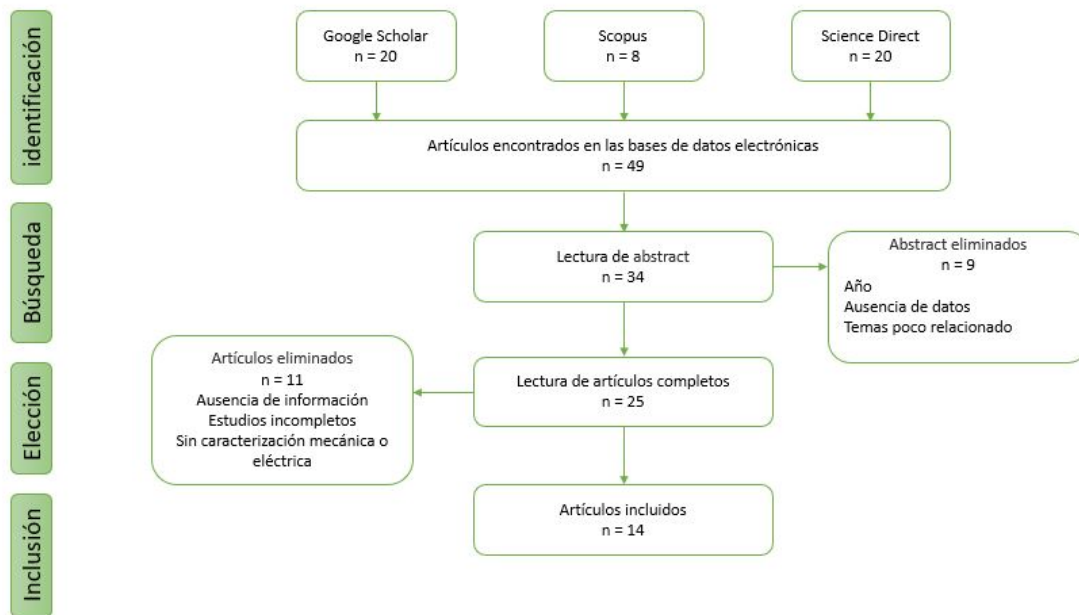 identificación
Google Scholar
n = 20
Scopus
n = 8
Science Direct
n = 20
Artículos encontrados en las bases de datos electrónicas
n = 49
Búsqueda
Lectura de abstract
n = 34
Abstract eliminados
n = 9
Año
Ausencia de datos
Temas poco relacionado
Elección
Artículos eliminados
n = 11
Ausencia de información
Estudios incompletos
Sin caracterización mecánica o
eléctrica
Lectura de artículos completos
n = 25
Inclusión
Artículos incluidos
n = 14